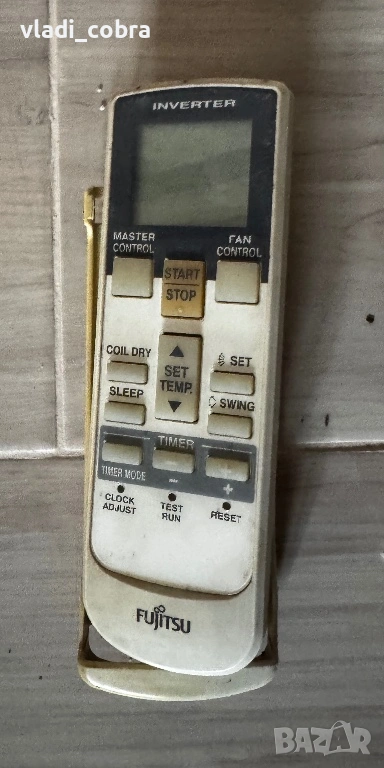 vladi_cobra
INVERTER
MASTER
CONTROL
FAN
CONTROL
START
STOP
COIL DRY
SET
TEMP.
SET
SLEEP
SWING
TIMER
TIMER MODE
−
+
CLOCK
ADJUST
TEST
RUN
RESET
FUJITSU
BAZAR